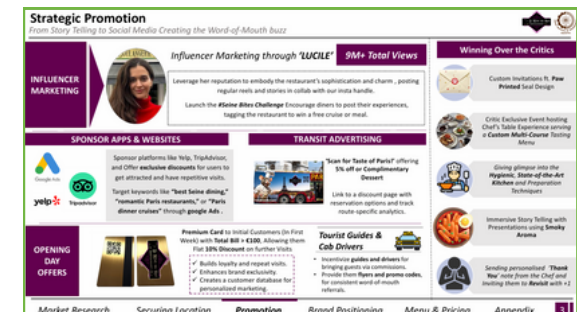 Strategic Promotion
From Story Telling to Social Media Creating the Word-of-Mouth buzz
INFLUENCER
MARKETING
Influencer Marketing through 'LUCILE'
9M+ Total Views
Leverage her reputation to embody the restaurant's sophistication and charm , posting
regular reels and stories in collab with our insta handle.
Launch the #Seine Bites Challenge Encourage diners to post their experiences,
tagging the restaurant to win a free cruise or meal.
SPONSOR APPS & WEBSITES
Google Ads
yelp
Tripadvisor
Sponsor platforms like Yelp, TripAdvisor,
and Offer exclusive discounts for users to
get attracted and have repetitive visits.
Target keywords like "best Seine dining,"
"romantic Paris restaurants," or "Paris
dinner cruises" through google Ads .
TRANSIT ADVERTISING
"Scan for Taste of Paris!" offering
5% off or Complimentary
Dessert
Link to a discount page with
reservation options and track
route-specific analytics.
OPENING
DAY
OFFERS
Premium Card to Initial Customers (In First
Week) with Total Bill > €100, Allowing them
Flat 10% Discount on further Visits
✓ Builds loyalty and repeat visits.
✓ Enhances brand exclusivity.
✓ Creates a customer database for
personalized marketing.
Tourist Guides &
Cab Drivers
• Incentivize guides and drivers for
bringing guests via commissions.
• Provide them flyers and promo codes,
for consistent word-of-mouth
referrals.
Winning Over the Critics
Custom Invitations ft. Paw
Printed Seal Design
Critic Exclusive Event hosting
Chef's Table Experience serving
a Custom Multi-Course Tasting
Menu
Giving glimpse into the
Hygienic, State-of-the-Art
Kitchen and Preparation
Techniques
Immersive Story Telling with
Presentations using Smoky
Aroma
Sending personalised 'Thank
You' note from the Chef and
Inviting them to Revisit with +1
Market Research
Securing Location
Promotion
Brand Positioning
Menu & Pricing
Appendix
3